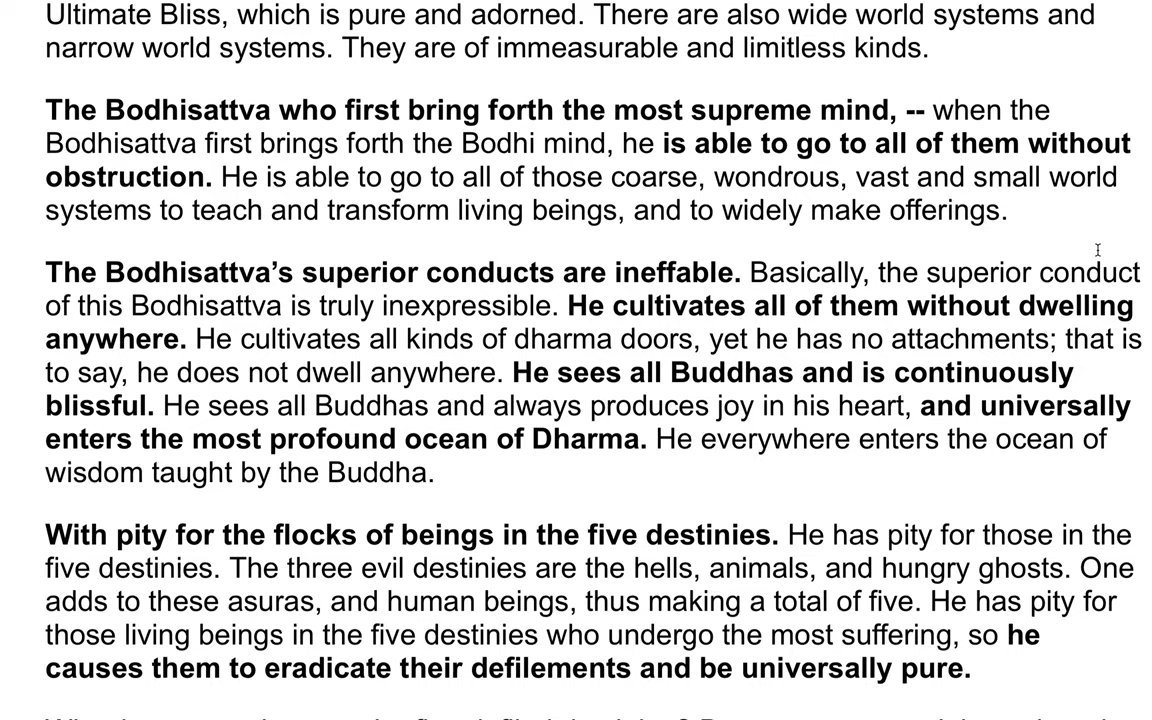 Ultimate Bliss, which is pure and adorned. There are also wide world systems and
narrow world systems. They are of immeasurable and limitless kinds.
The Bodhisattva who first bring forth the most supreme mind, -- when the
Bodhisattva first brings forth the Bodhi mind, he is able to go to all of them without
obstruction. He is able to go to all of those coarse, wondrous, vast and small world
systems to teach and transform living beings, and to widely make offerings.
The Bodhisattva’s superior conducts are ineffable. Basically, the superior conduct
of this Bodhisattva is truly inexpressible. He cultivates all of them without dwelling
anywhere. He cultivates all kinds of dharma doors, yet he has no attachments; that is
to say, he does not dwell anywhere. He sees all Buddhas and is continuously
blissful. He sees all Buddhas and always produces joy in his heart, and universally
enters the most profound ocean of Dharma. He everywhere enters the ocean of
wisdom taught by the Buddha.
With pity for the flocks of beings in the five destinies. He has pity for those in the
five destinies. The three evil destinies are the hells, animals, and hungry ghosts. One
adds to these asuras, and human beings, thus making a total of five. He has pity for
those living beings in the five destinies who undergo the most suffering, so he
causes them to eradicate their defilements and be universally pure.